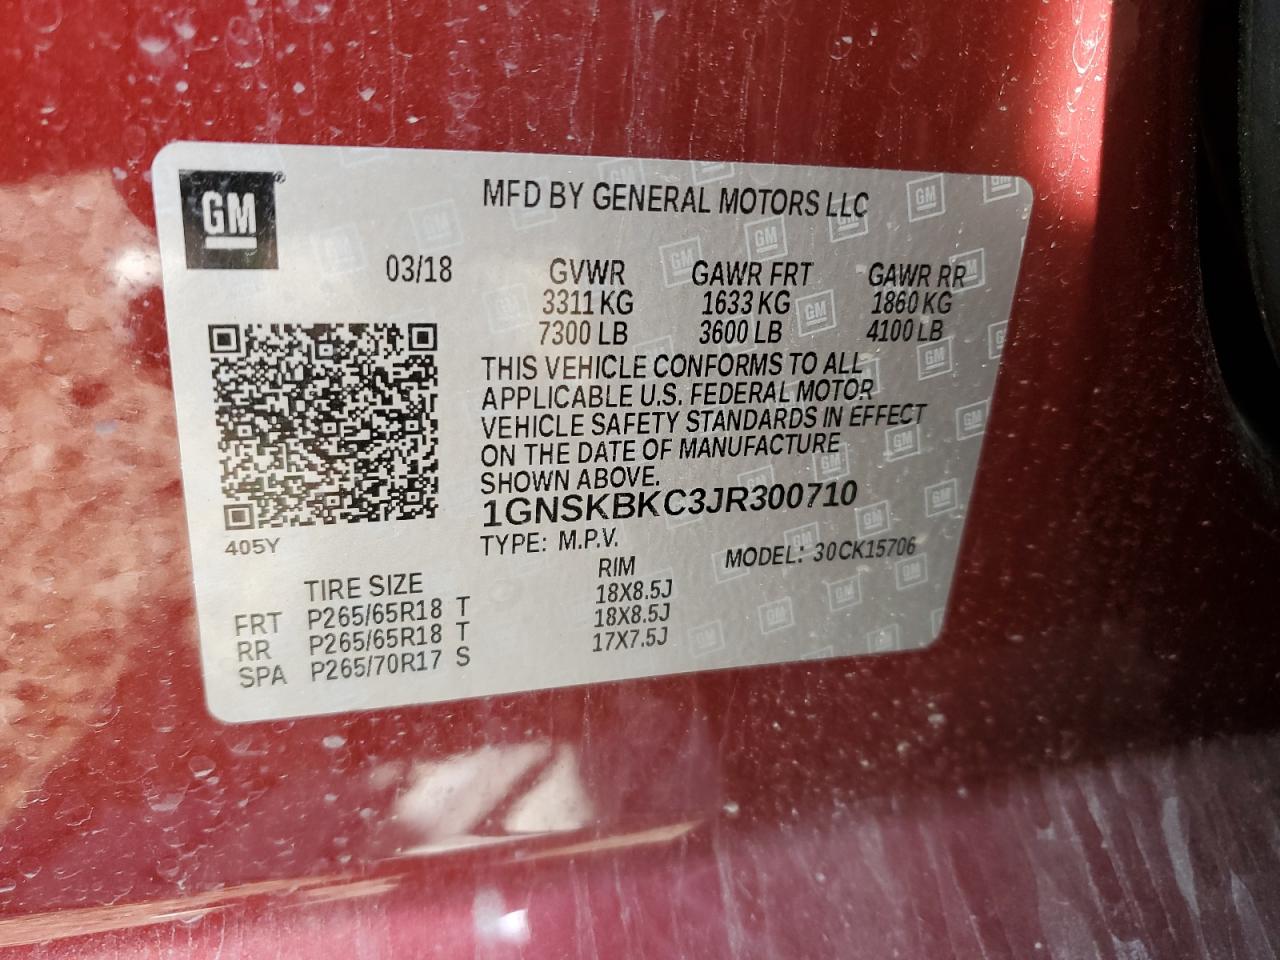 GM
MFD BY GENERAL MOTORS LLC
03/18
GVWR GAWR FRT GAWR RR
3311 KG 1633 KG 1860 KG
7300 LB 3600 LB 4100 LB
THIS VEHICLE CONFORMS TO ALL
APPLICABLE U.S. FEDERAL MOTOR
VEHICLE SAFETY STANDARDS IN EFFECT
ON THE DATE OF MANUFACTURE
SHOWN ABOVE.
1GNSKBKC3JR300710
405Y
TYPE: M.P.V. MODEL: 30CK15706
TIRE SIZE RIM
FRT P265/65R18 T 18X8.5J
RR P265/65R18 T 18X8.5J
SPA P265/70R17 S 17X7.5J